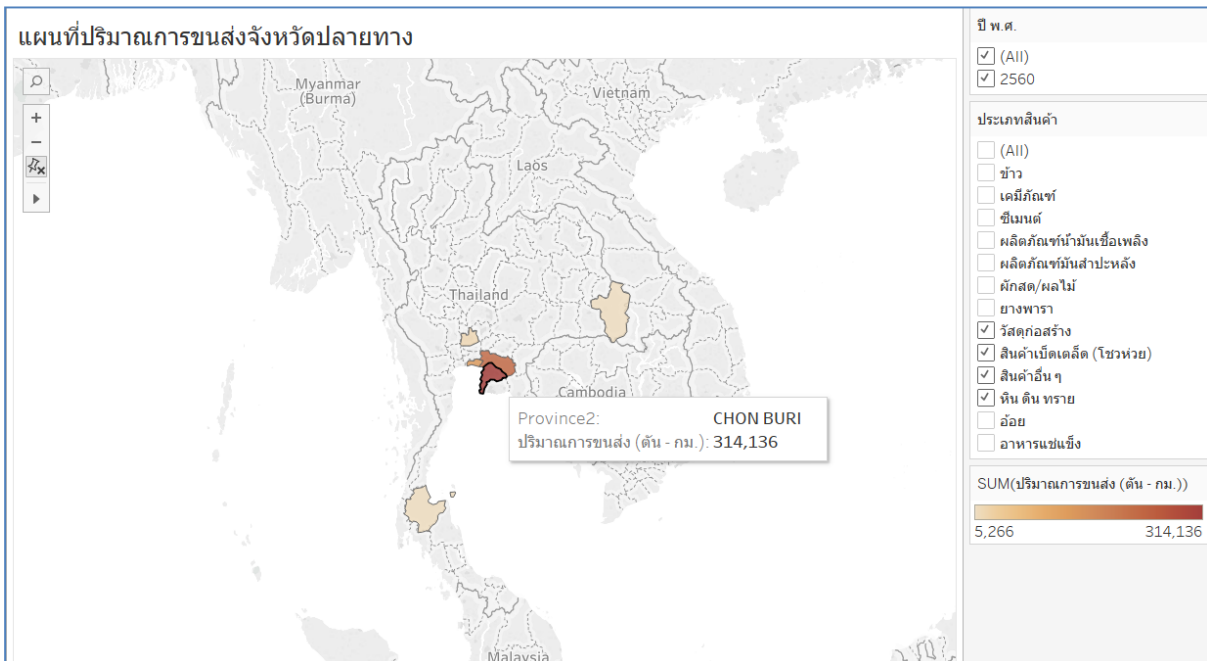 แผนที่ปริมาณการขนส่งจังหวัดปลายทาง
Myanmar
(Burma)
Vietnam
Laos
Thailand
Cambodia
Province2: CHON BURI
ปริมาณการขนส่ง (ตัน - กม.): 314,136
Malaysia
ปี พ.ศ.
(All)
2560
ประเภทสินค้า
(All)
ข้าว
เคมีภัณฑ์
ซีเมนต์
ผลิตภัณฑ์น้ำมันเชื้อเพลิง
ผลิตภัณฑ์มันสำปะหลัง
ผักสด/ผลไม้
ยางพารา
วัสดุก่อสร้าง
สินค้าเบ็ดเตล็ด (โชวห่วย)
สินค้าอื่น ๆ
หิน ดิน ทราย
อ้อย
อาหารแช่แข็ง
SUM(ปริมาณการขนส่ง (ตัน - กม.))
5,266 314,136